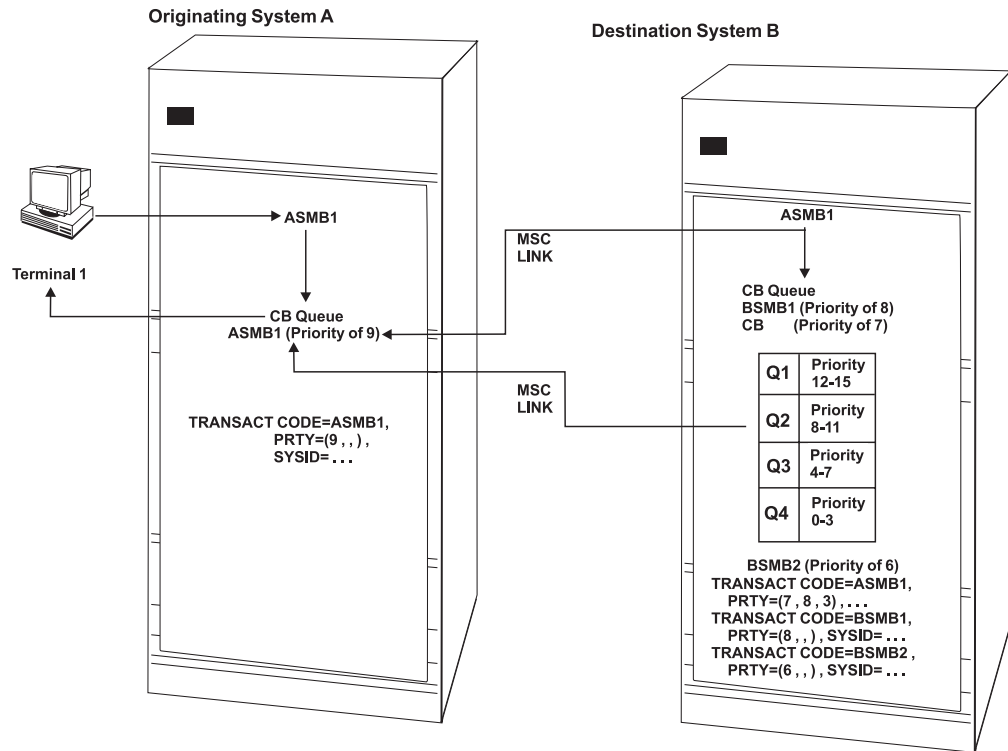 Originating System A
Destination System B
Terminal 1
ASMB1
CB Queue
ASMB1 (Priority of 9)
TRANSACT CODE=ASMB1,
PRTY=(9 , , ) ,
SYSID= . . .
MSC
LINK
MSC
LINK
ASMB1
CB Queue
BSMB1 (Priority of 8)
CB (Priority of 7)
Q1 Priority
12-15
Q2 Priority
8-11
Q3 Priority
4-7
Q4 Priority
0-3
BSMB2 (Priority of 6)
TRANSACT CODE=ASMB1,
PRTY=(7 , 8 , 3) , . . .
TRANSACT CODE=BSMB1,
PRTY=(8 , , ) , SYSID= . . .
TRANSACT CODE=BSMB2 ,
PRTY=(6 , , ) , SYSID= . . .